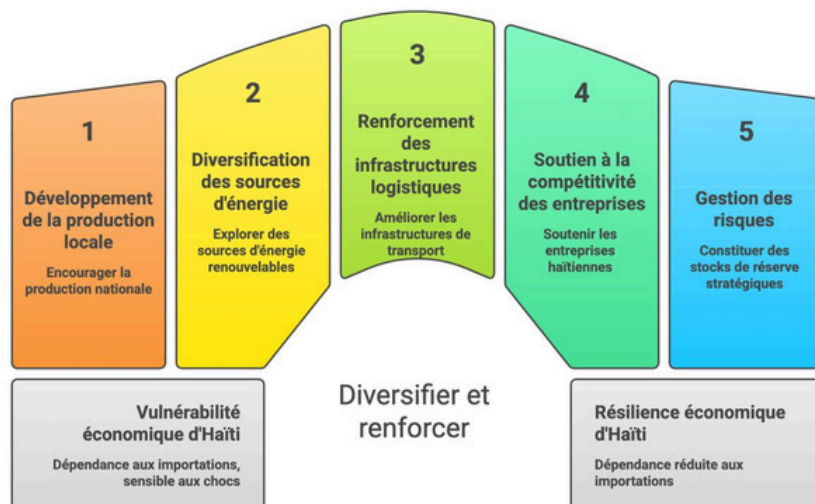 1
Développement
de la production
locale
Encourager la
production nationale
2
Diversification
des sources
d'énergie
Explorer des
sources d'énergie
renouvelables
3
Renforcement
des
infrastructures
logistiques
Améliorer les
infrastructures de
transport
4
Soutien à la
compétitivité
des entreprises
Soutenir les
entreprises
haïtiennes
5
Gestion des
risques
Constituer des
stocks de réserve
stratégiques
Vulnérabilité
économique d'Haïti
Dépendance aux importations,
sensible aux chocs
Diversifier et
renforcer
Résilience économique
d'Haïti
Dépendance réduite aux
importations